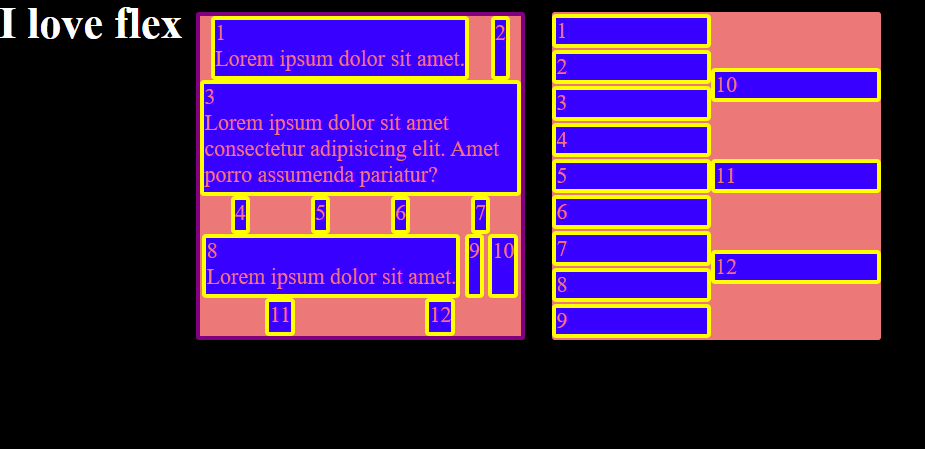 I love flex
1
Lorem ipsum dolor sit amet.
2
3
Lorem ipsum dolor sit amet
consectetur adipisicing elit. Amet
porro assumenda pariatur?
4 5 6 7
8
Lorem ipsum dolor sit amet.
9
10
11 12
1
2
3
4
5
6
7
8
9
10
11
12